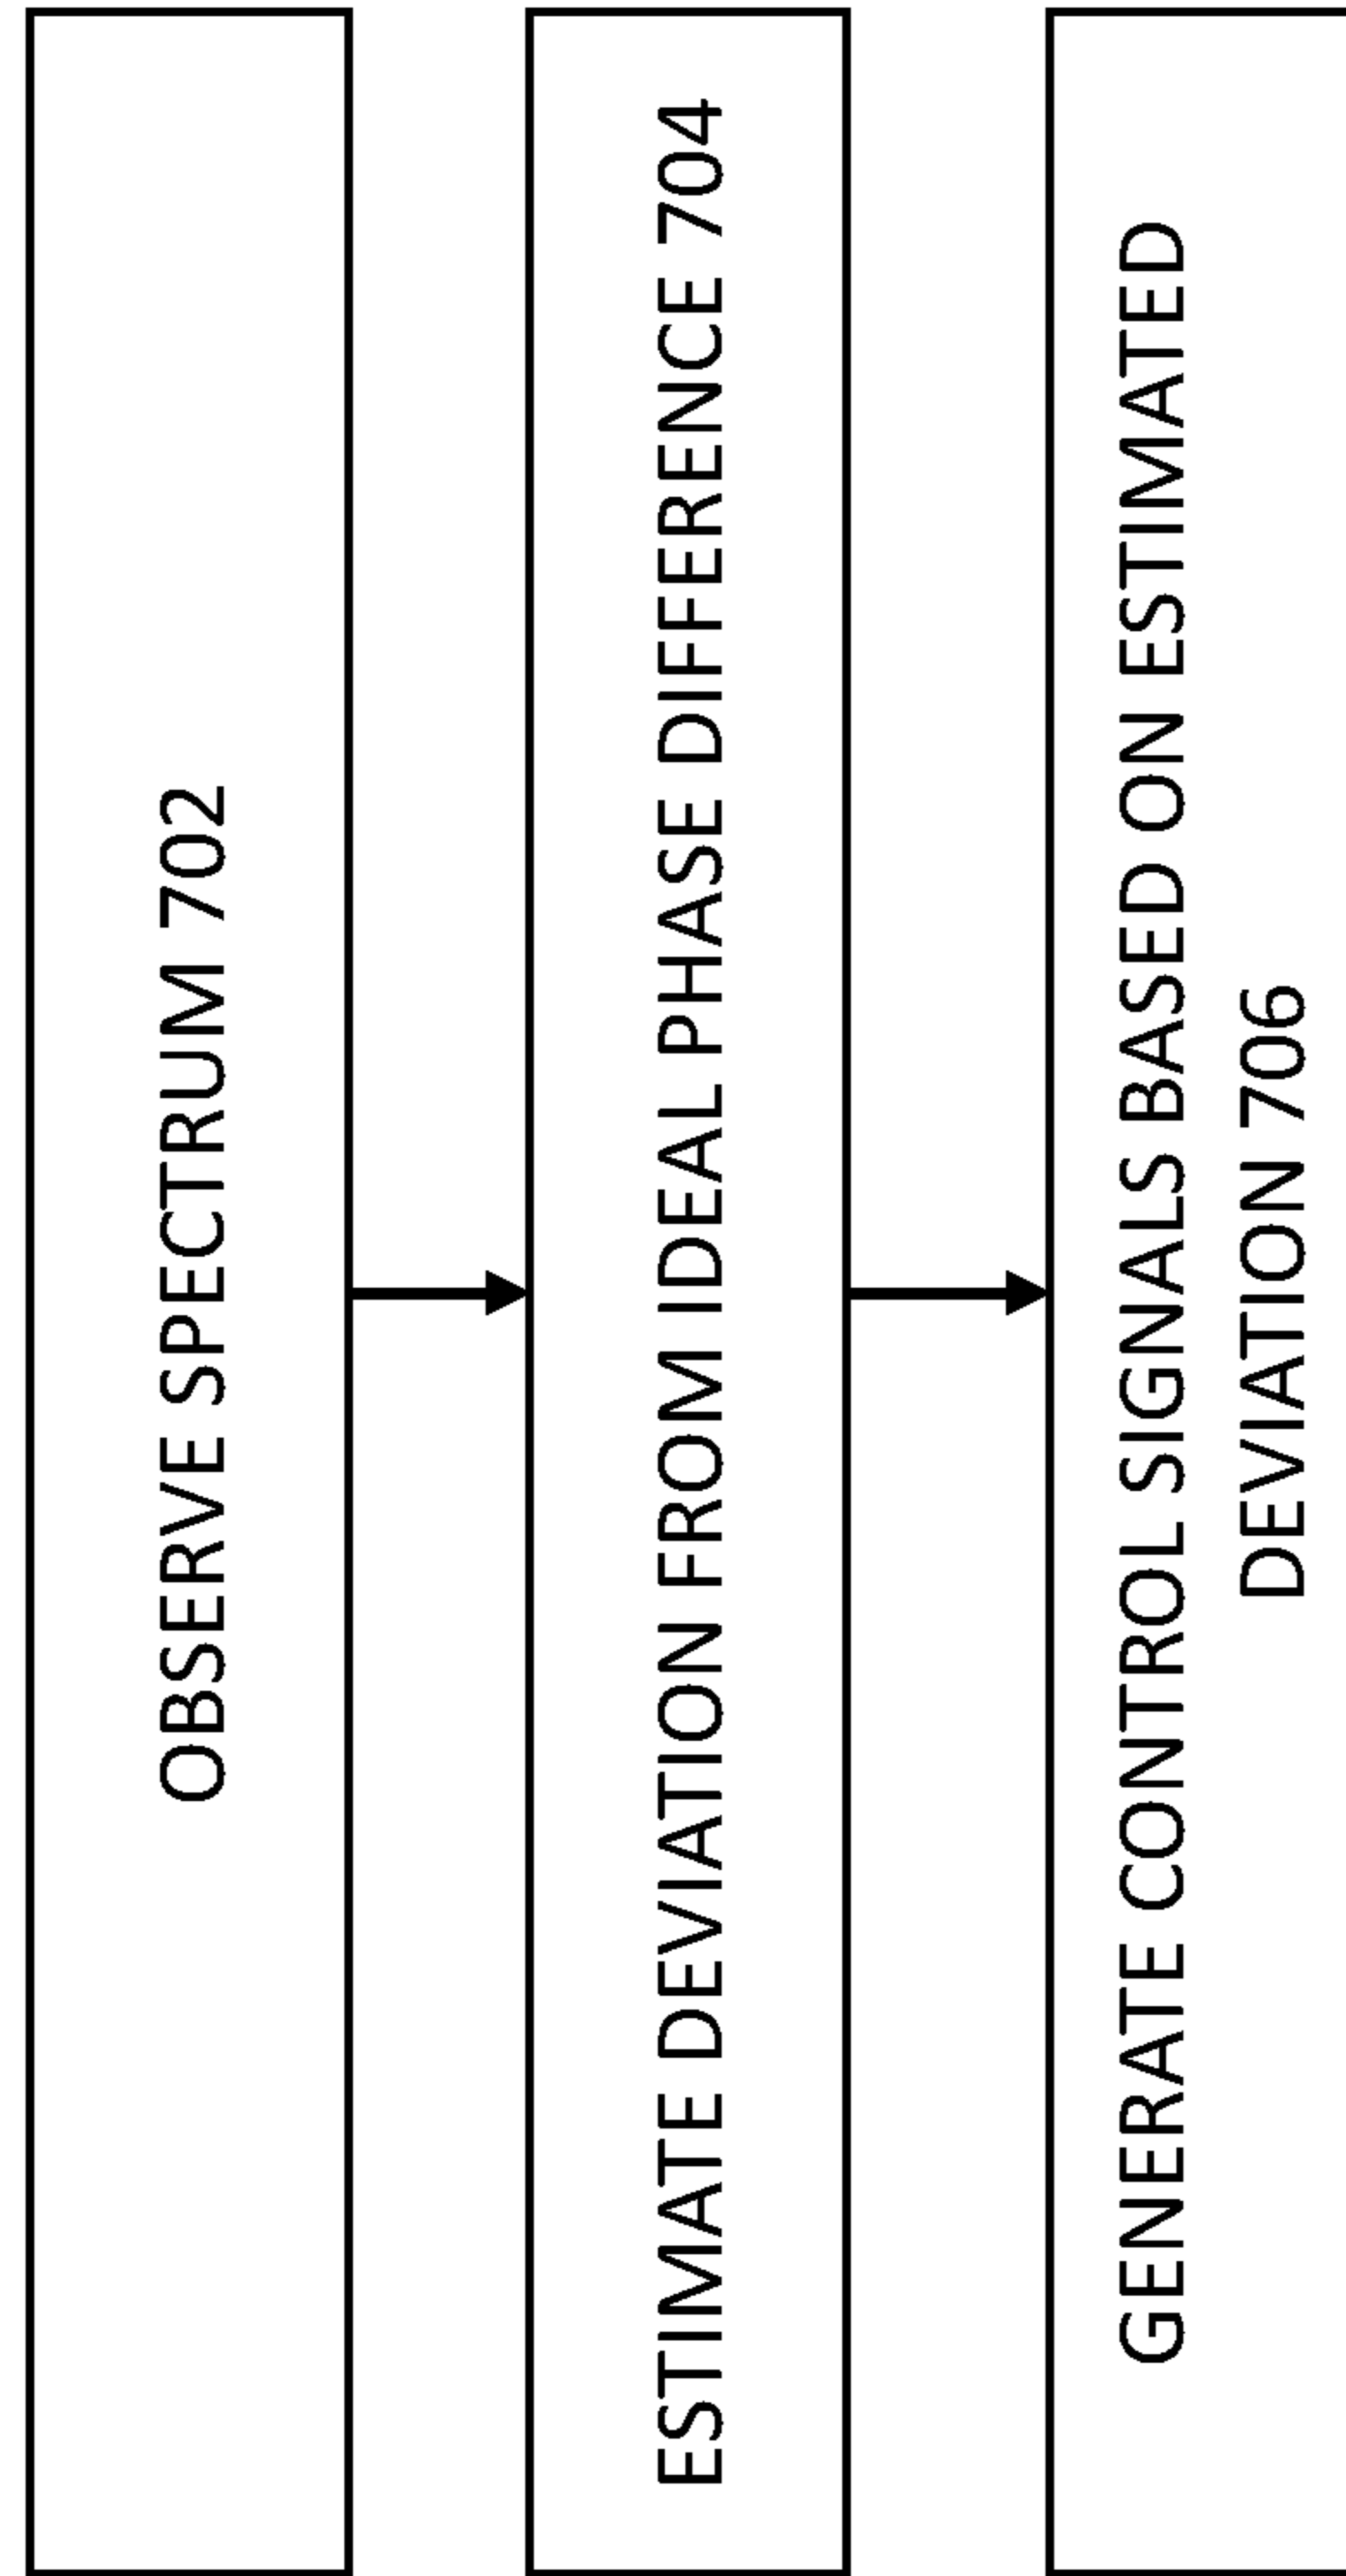 OBSERVE SPECTRUM 702
ESTIMATE DEVIATION FROM IDEAL PHASE DIFFERENCE 704
GENERATE CONTROL SIGNALS BASED ON ESTIMATED
DEVIATION 706